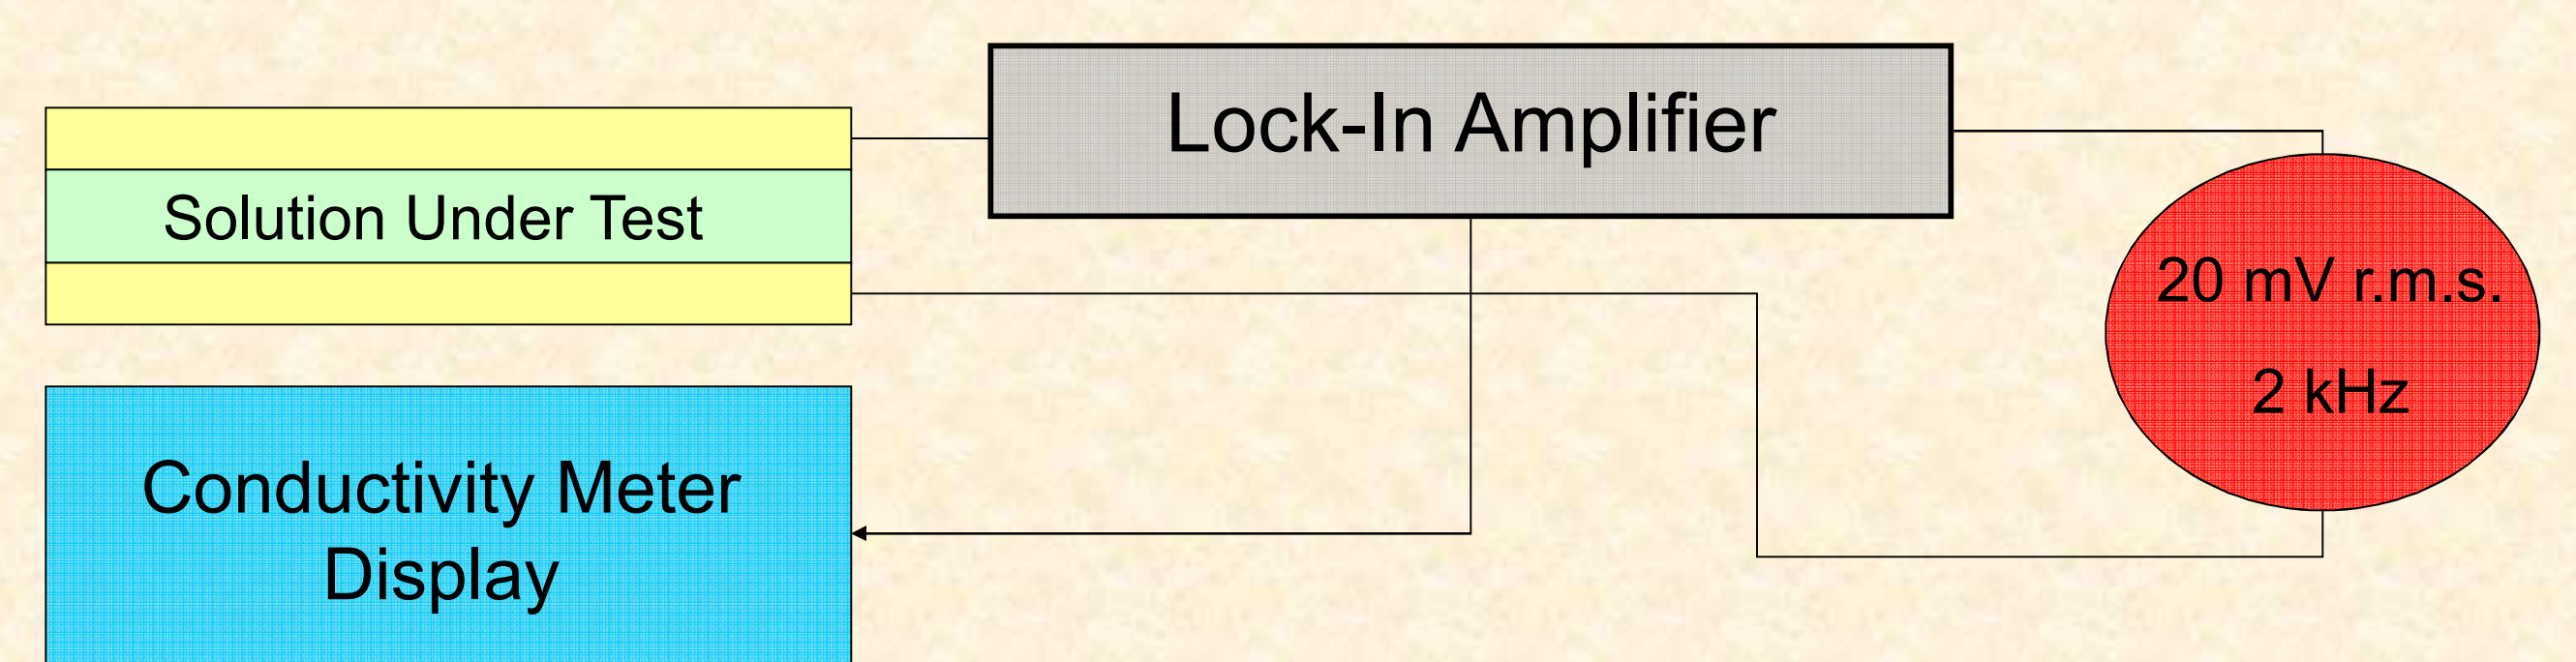 Lock-In Amplifier
Solution Under Test
20 mV r.m.s.
2 kHz
Conductivity Meter
Display